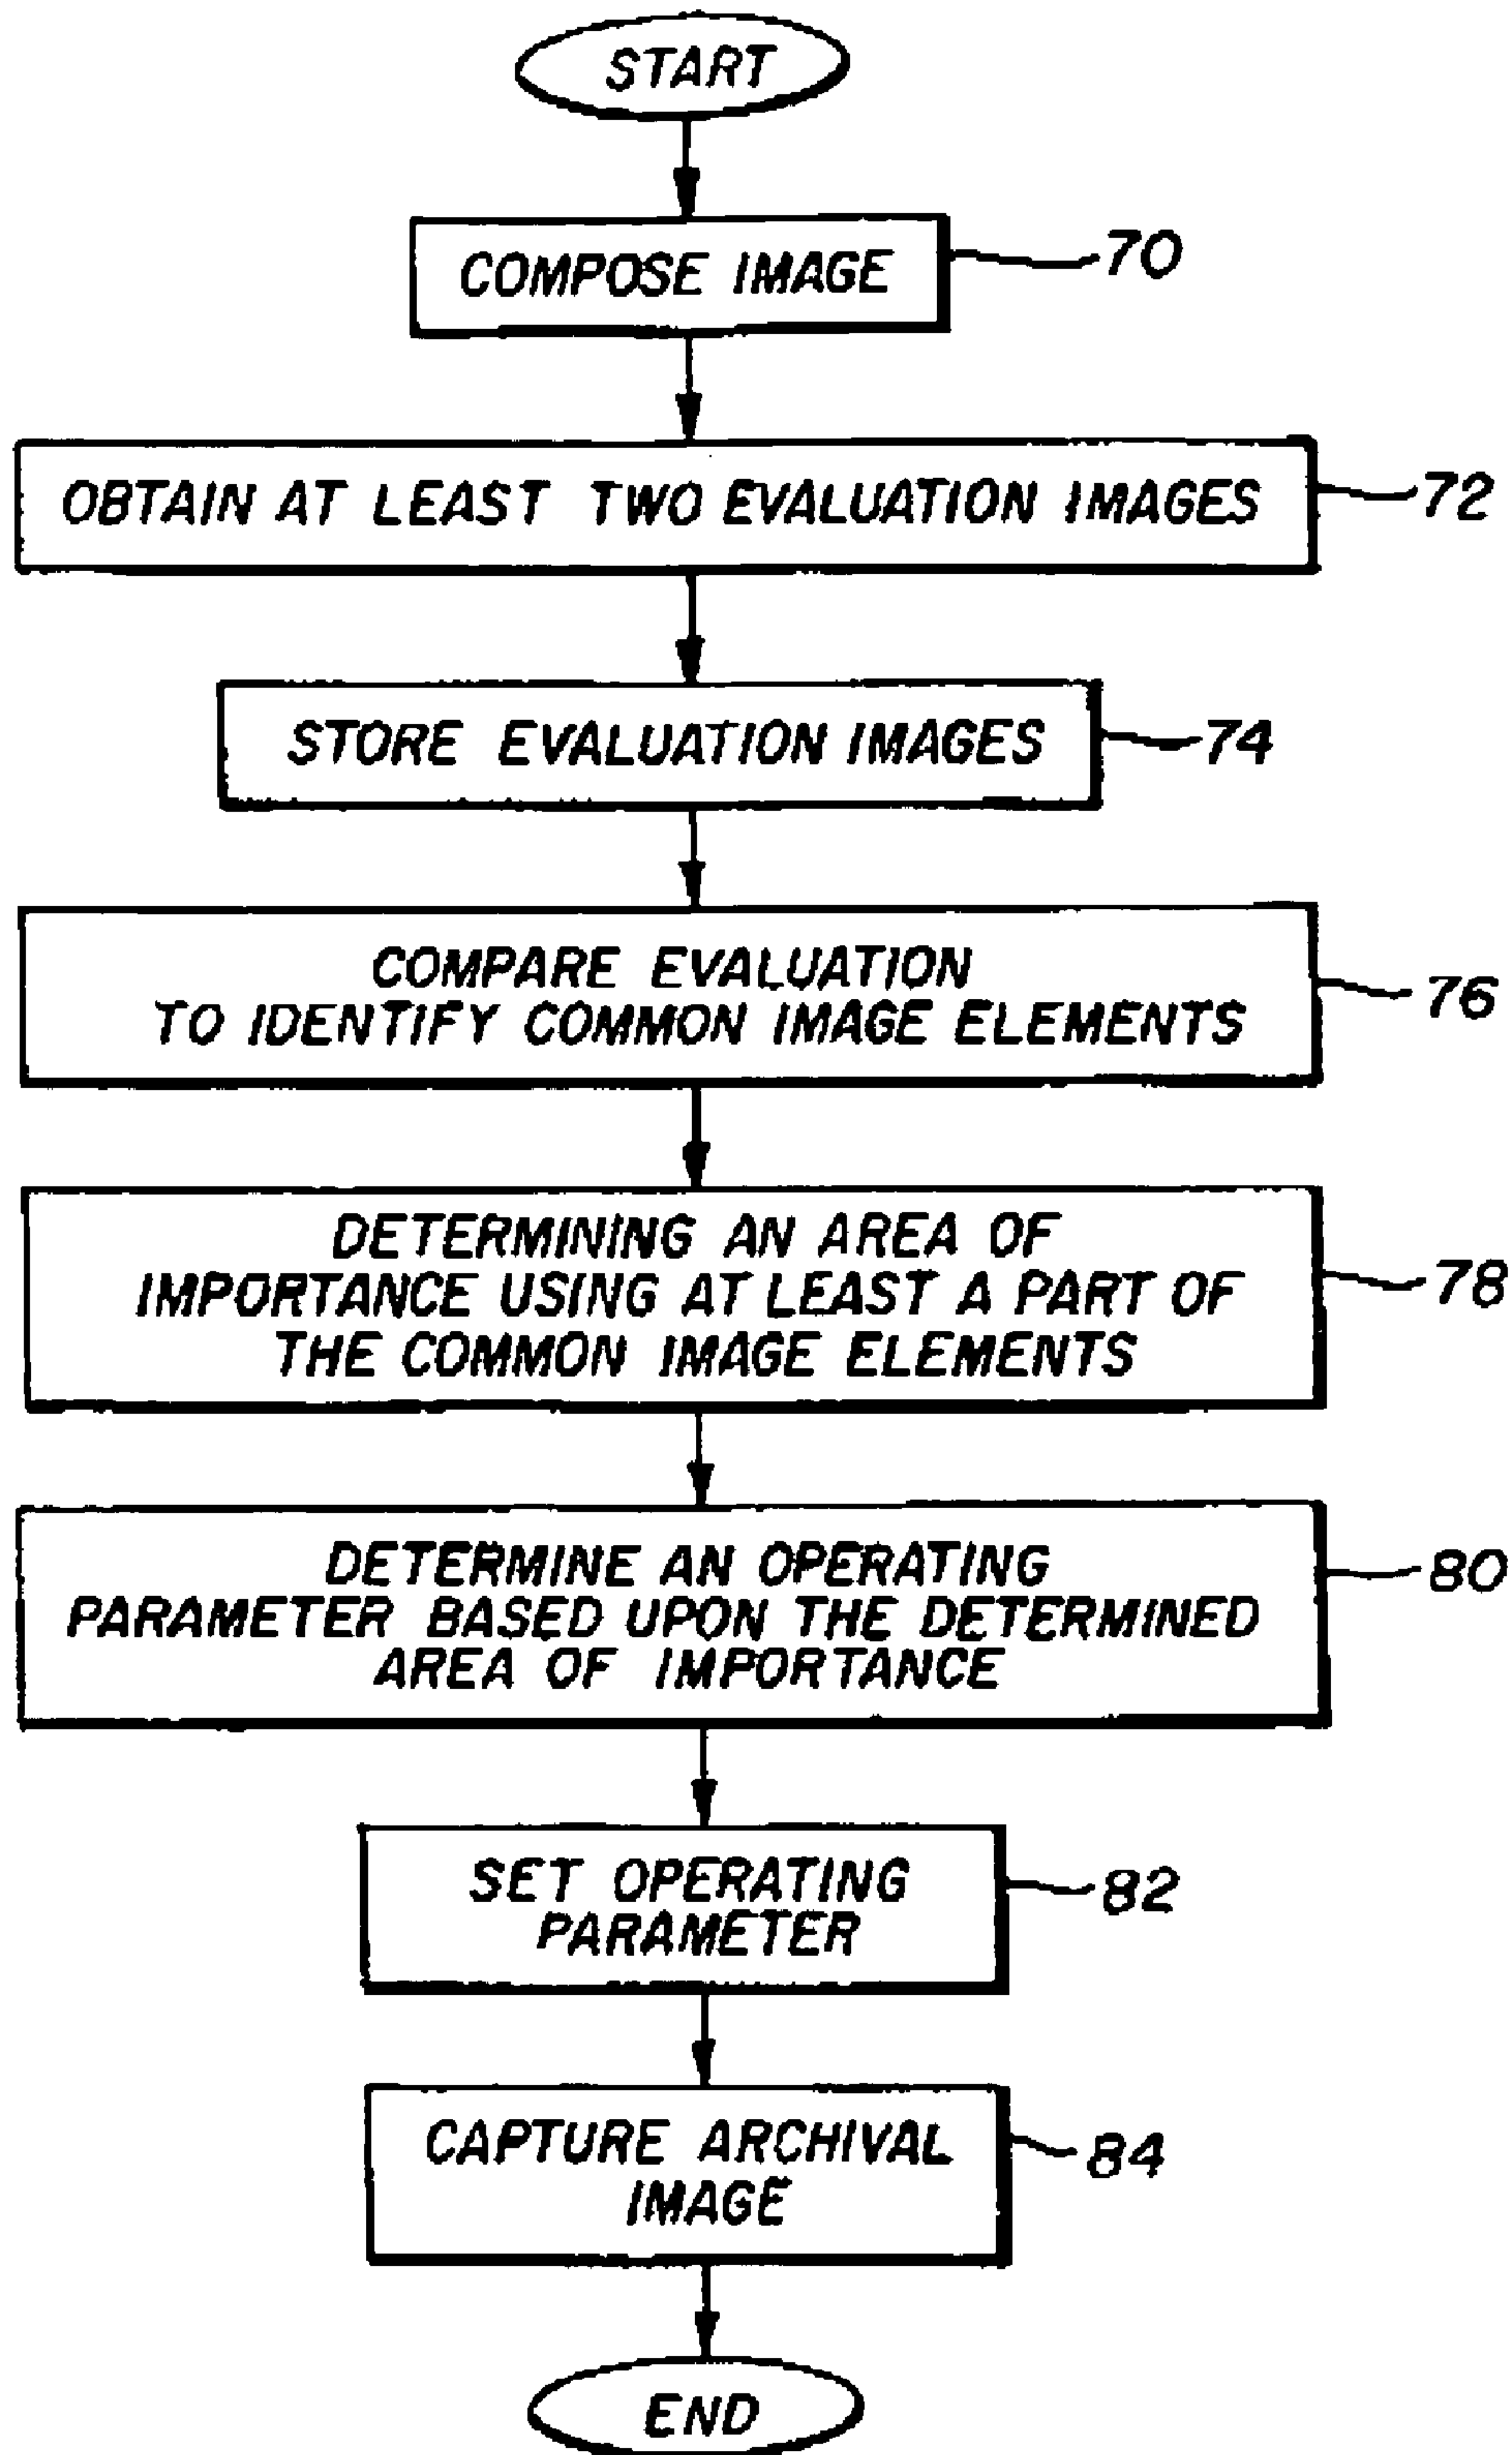 START
COMPOSE IMAGE
70
OBTAIN AT LEAST TWO EVALUATION IMAGES
72
STORE EVALUATION IMAGES
74
COMPARE EVALUATION
TO IDENTIFY COMMON IMAGE ELEMENTS
76
DETERMINING AN AREA OF
IMPORTANCE USING AT LEAST A PART OF
THE COMMON IMAGE ELEMENTS
78
DETERMINE AN OPERATING
PARAMETER BASED UPON THE DETERMINED
AREA OF IMPORTANCE
80
SET OPERATING
PARAMETER
82
CAPTURE ARCHIVAL
IMAGE
84
END